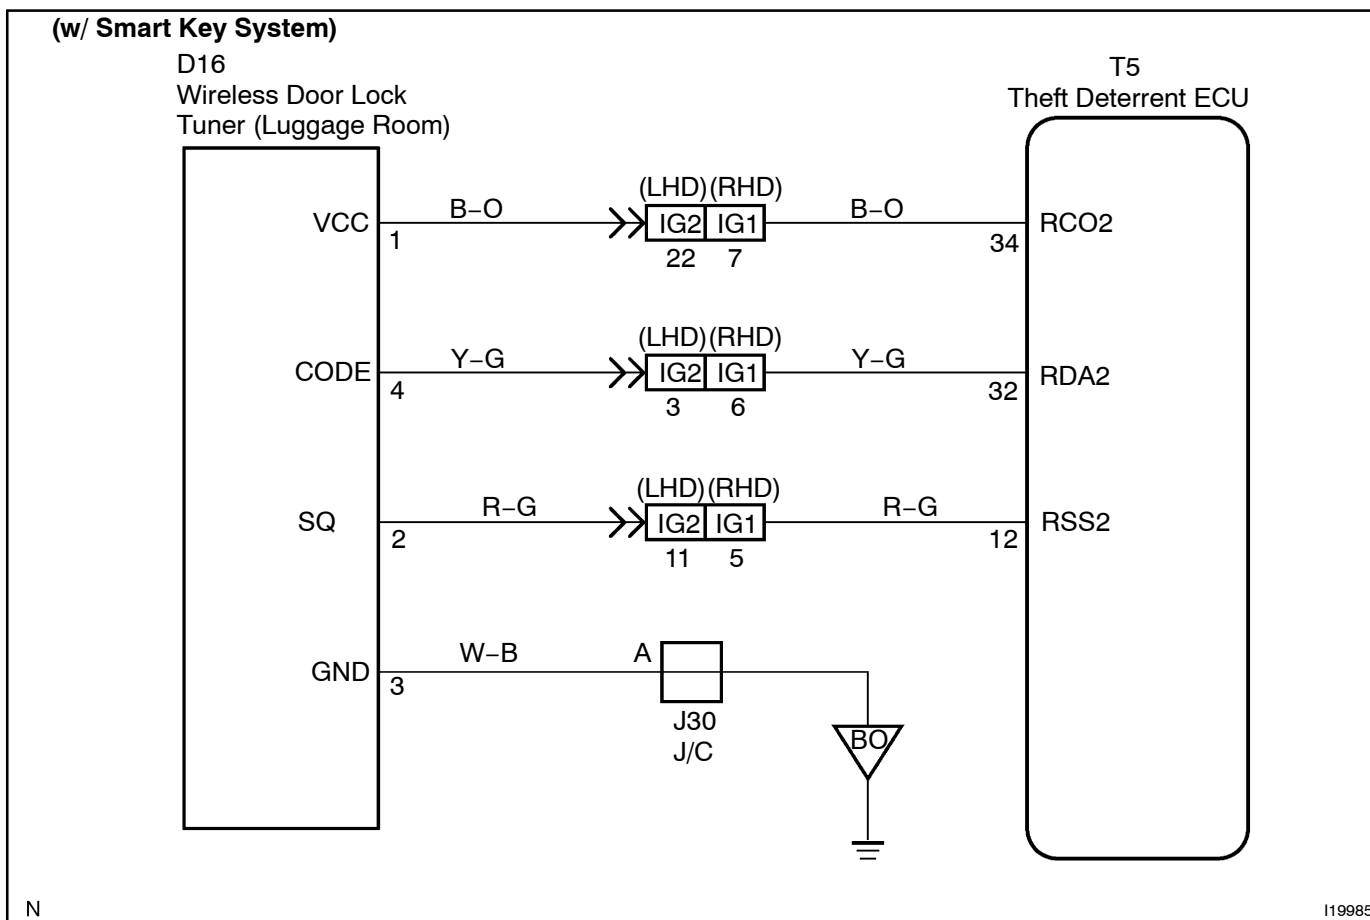 (w/ Smart Key System)
D16
Wireless Door Lock
Tuner (Luggage Room)
T5
Theft Deterrent ECU
(LHD) (RHD)
VCC 1 B–O IG2 IG1 B–O 34 RCO2
22 7
(LHD) (RHD)
CODE 4 Y–G IG2 IG1 Y–G 32 RDA2
3 6
(LHD) (RHD)
SQ 2 R–G IG2 IG1 R–G 12 RSS2
11 5
GND 3 W–B A
J30
J/C
BO
N
I19985